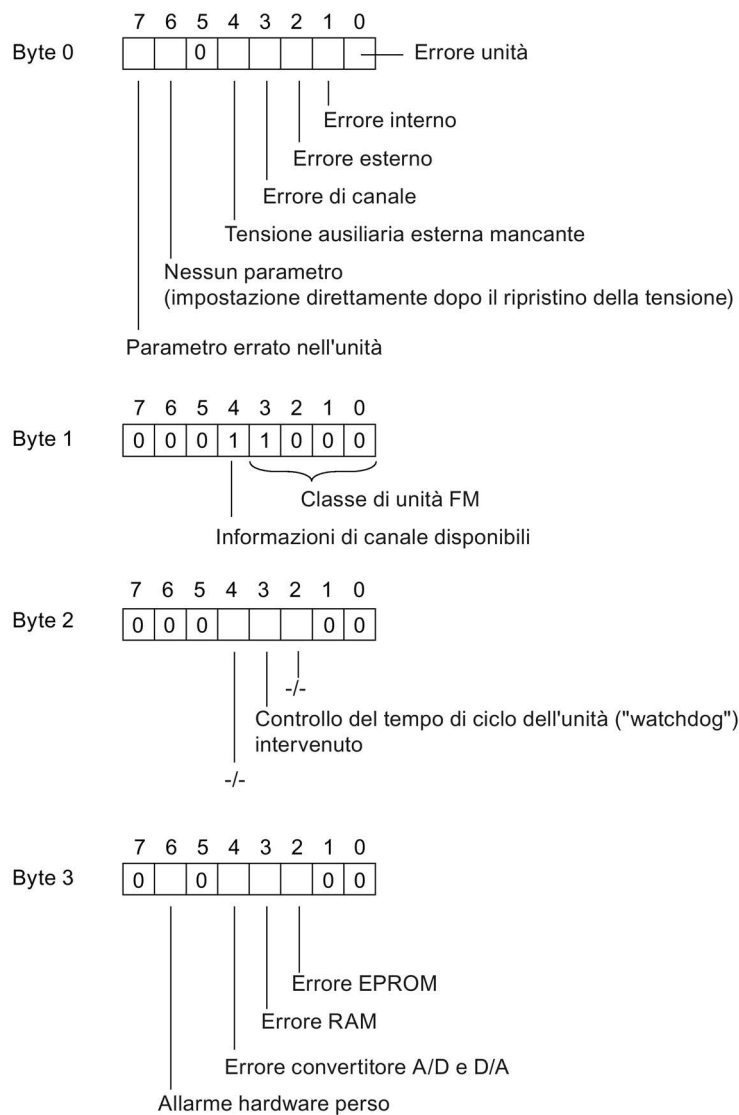 7 6 5 4 3 2 1 0
Byte 0 0 Errore unità
Errore interno
Errore esterno
Errore di canale
Tensione ausiliaria esterna mancante
Nessun parametro
(impostazione direttamente dopo il ripristino della tensione)
Parametro errato nell'unità
7 6 5 4 3 2 1 0
Byte 1 0 0 0 1 1 0 0 0
Classe di unità FM
Informazioni di canale disponibili
7 6 5 4 3 2 1 0
Byte 2 0 0 0 0 0
-/-
Controllo del tempo di ciclo dell'unità ("watchdog")
intervenuto
-/-
7 6 5 4 3 2 1 0
Byte 3 0 0 0 0
Errore EPROM
Errore RAM
Errore convertitore A/D e D/A
Allarme hardware perso